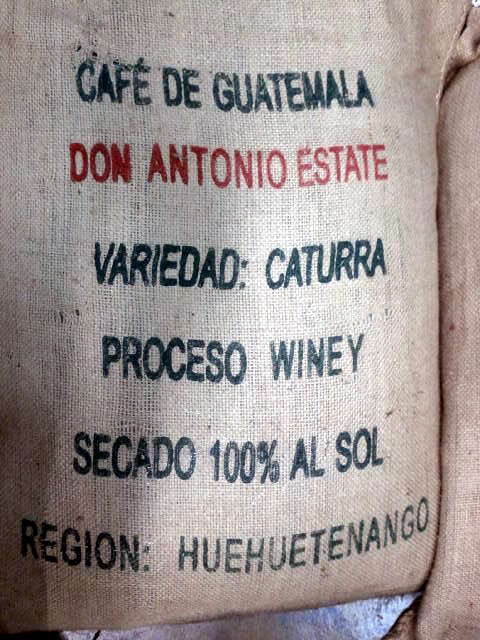 CAFÉ DE GUATEMALA
DON ANTONIO ESTATE
VARIEDAD: CATURRA
PROCESO WINEY
SECADO 100% AL SOL
REGION: HUEHUETENANGO